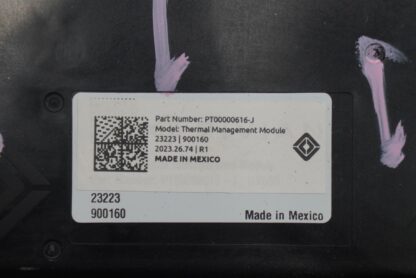 Part Number: PT00000616-J
Model: Thermal Management Module
23223 | 900160
2023.26.74 | R1
MADE IN MEXICO
23223
900160
Made in Mexico